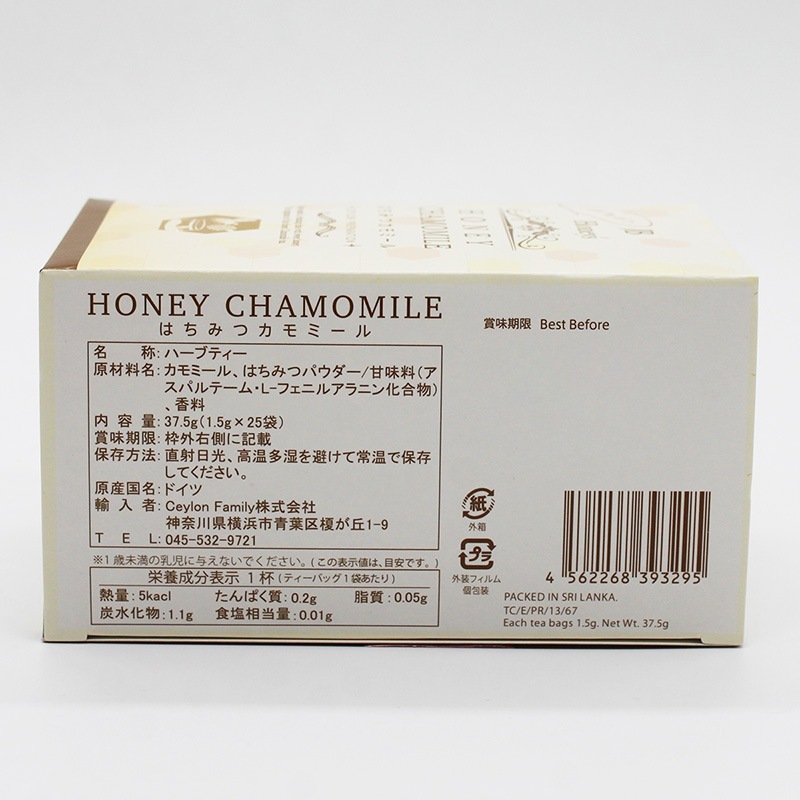 HONEY
CHAMOMILE
HONEY CHAMOMILE
はちみつカモミール
名 称:ハーブティー
原材料名:カモミール、はちみつパウダー/甘味料(ア
スパルテーム・L-フェニルアラニン化合物)
、香料
内容量:37.5g(1.5g×25袋)
賞味期限:枠外右側に記載
保存方法:直射日光、高温多湿を避けて常温で保存
してください。
原産国名:ドイツ
輸入者:Ceylon Family株式会社
神奈川県横浜市青葉区榎が丘1-9
T E L:045-532-9721
※1歳未満の乳児に与えないでください。(この表示値は、目安です。)
栄養成分表示 1杯(ティーバッグ1袋あたり)
熱量:5kacl たんぱく質:0.2g 脂質:0.05g
炭水化物:1.1g 食塩相当量:0.01g
賞味期限 Best Before
紙
外箱
プラ
外装フィルム
個包装
4 562268 393295
PACKED IN SRI LANKA.
TC/E/PR/13/67
Each tea bags 1.5g. Net Wt. 37.5g